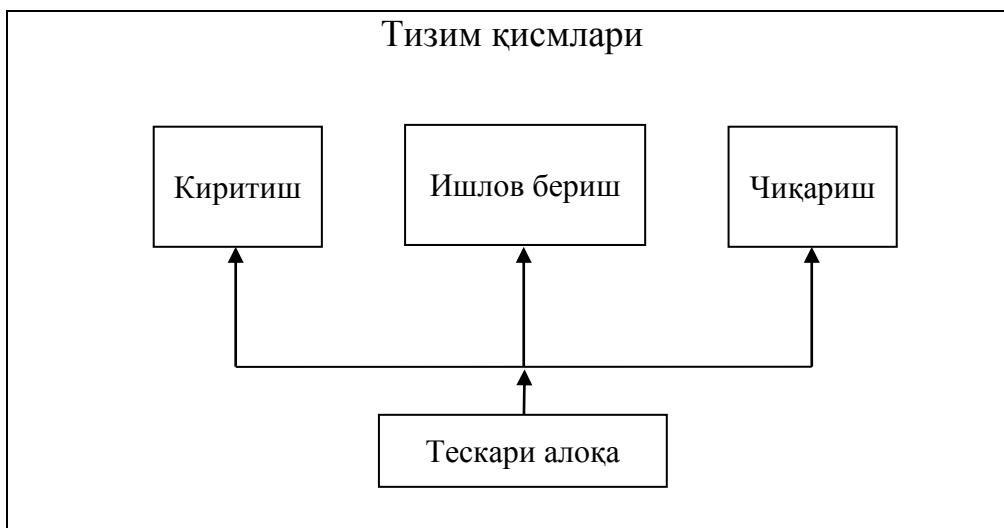 Тизим қисмлари
Киритиш
Ишлов бериш
Чиқариш
Тескари алоқа